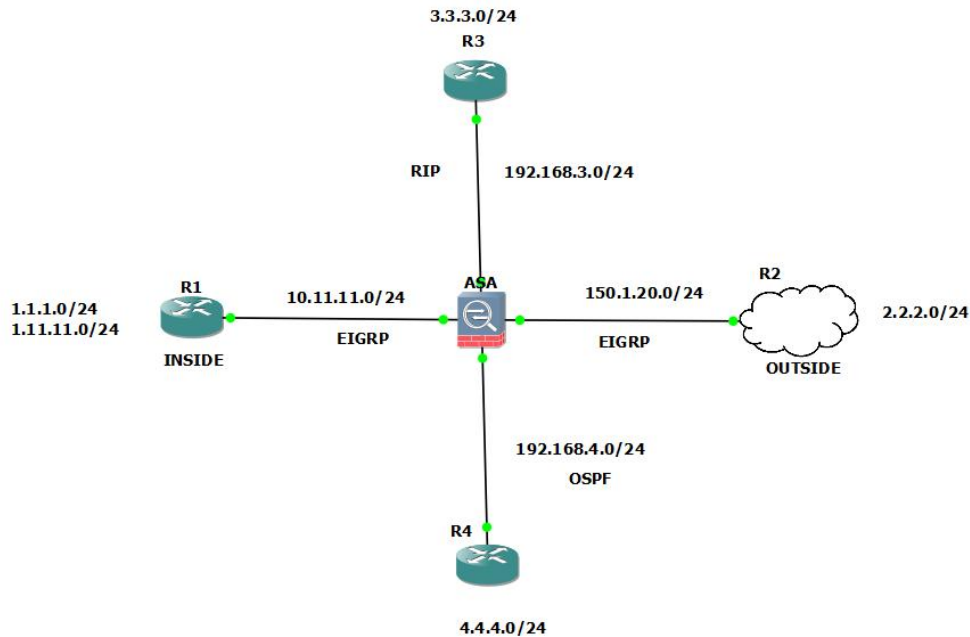 3.3.3.0/24
R3
RIP
192.168.3.0/24
ASA
R1
R2
10.11.11.0/24
150.1.20.0/24
1.1.1.0/24
1.11.11.0/24
2.2.2.0/24
EIGRP
EIGRP
INSIDE
OUTSIDE
192.168.4.0/24
OSPF
R4
4.4.4.0/24